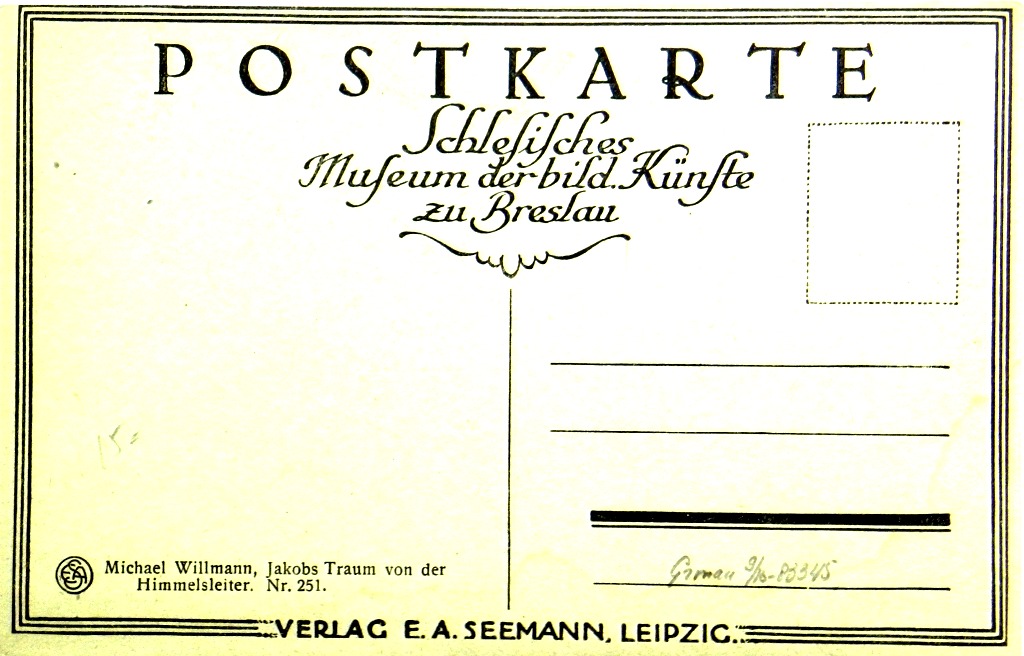 POSTKARTE
Schleſiſches
Muſeum der bild. Künſte
zu Breslau
15.=
Michael Willmann, Jakobs Traum von der
Himmelsleiter. Nr. 251.
VERLAG E. A. SEEMANN, LEIPZIG.